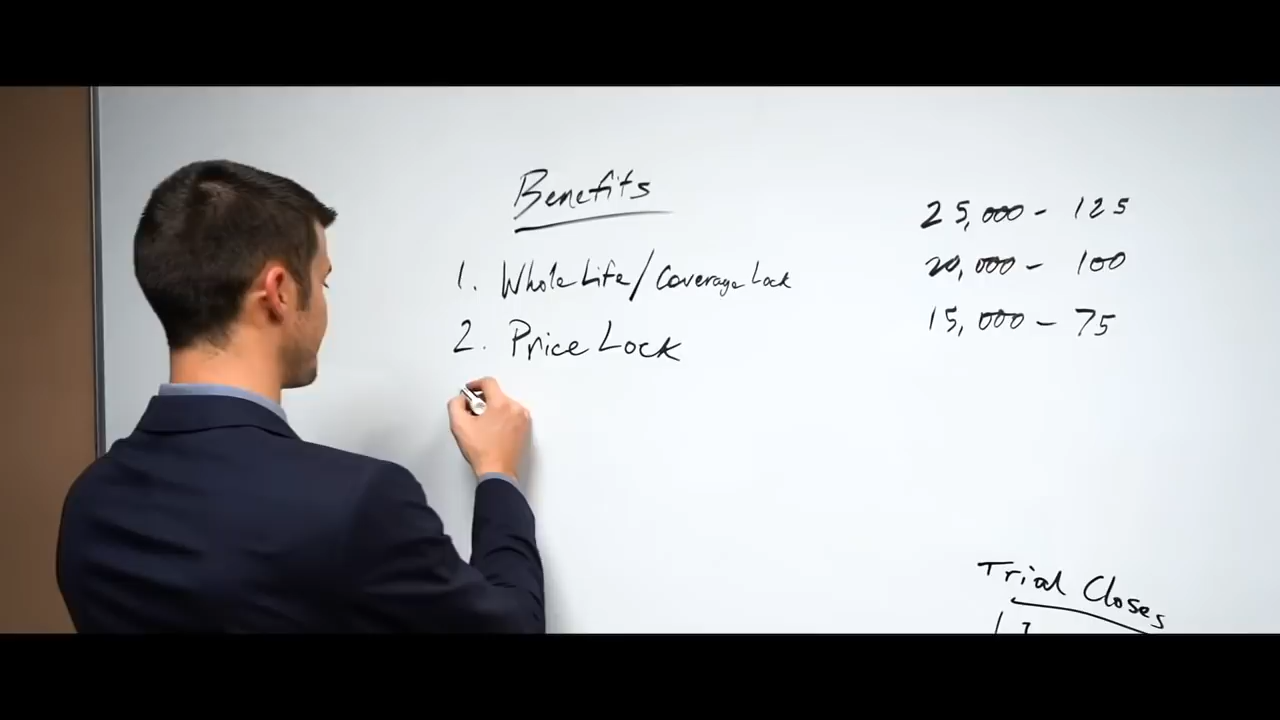 Benefits
1. Whole Life/Coverage Lock
2. Price Lock
25,000 - 125
20,000 - 100
15,000 - 75
Trial Closes